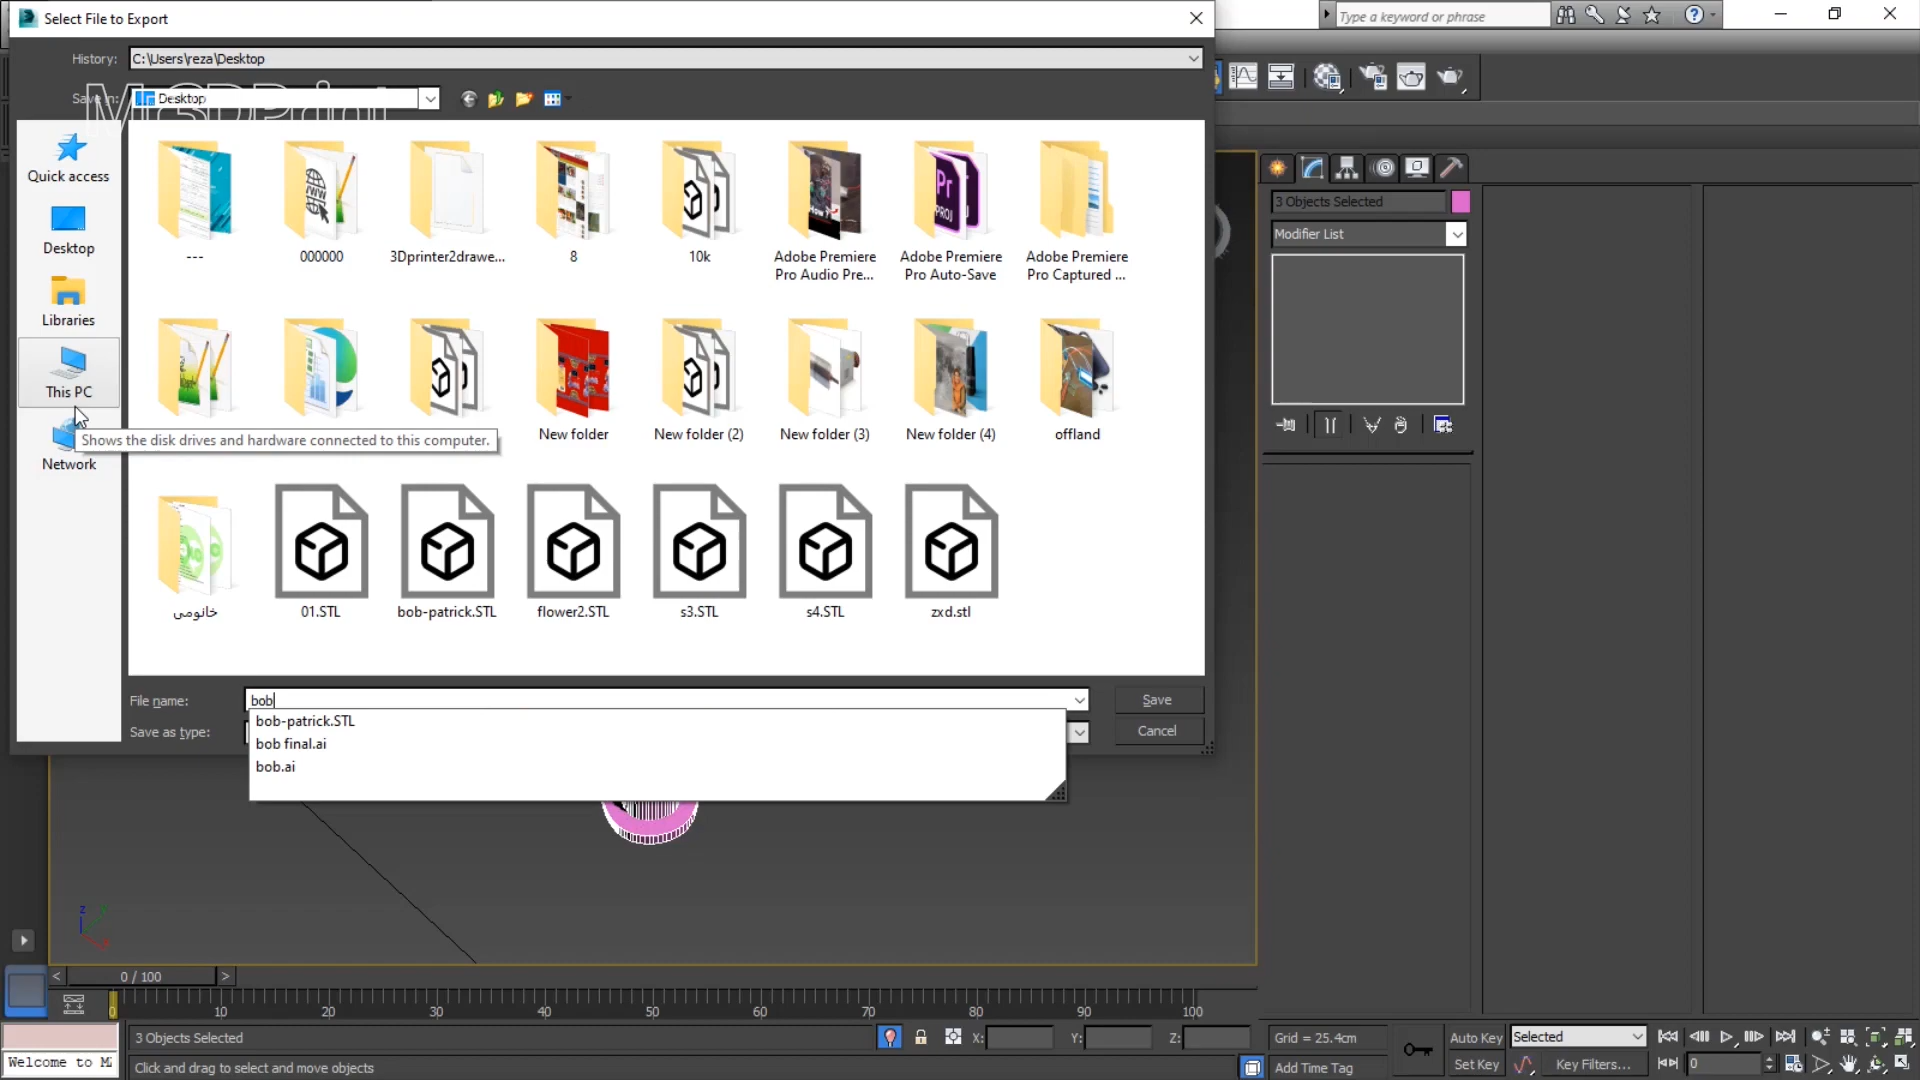 Select File to Export
Type a keyword or phrase
History:
C:\Users\reza\Desktop
Save in:
Desktop
Mr3DPrint
Quick access
Desktop
Libraries
This PC
Network
---
000000
3Dprinter2drawe...
8
10k
Adobe Premiere
Pro Audio Pre...
Adobe Premiere
Pro Auto-Save
Adobe Premiere
Pro Captured ...
New folder
New folder (2)
New folder (3)
New folder (4)
offland
Shows the disk drives and hardware connected to this computer.
خانومی
01.STL
bob-patrick.STL
flower2.STL
s3.STL
s4.STL
zxd.stl
File name:
bob
Save
Save as type:
Cancel
bob-patrick.STL
bob final.ai
bob.ai
3 Objects Selected
Modifier List
0 / 100
0 10 20 30 40 50 60 70 80 90 100
3 Objects Selected
X:
Y:
Z:
Grid = 25.4cm
Auto Key
Selected
Welcome to Mi
Click and drag to select and move objects
Add Time Tag
Set Key
Key Filters...
0